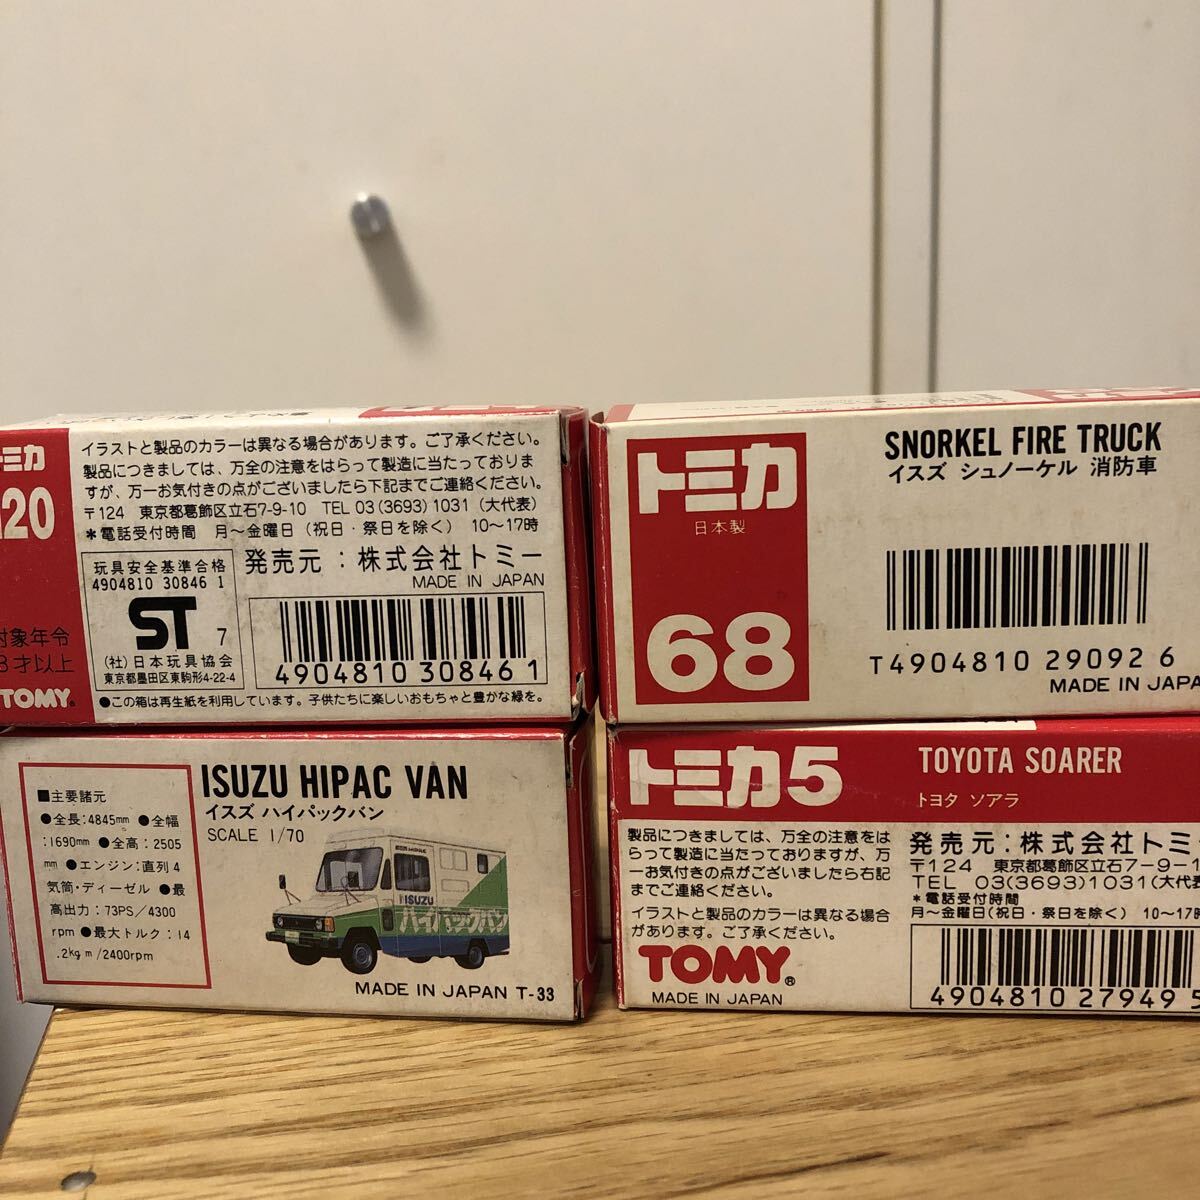 トミカ
120
対象年令
3才以上
TOMY®
イラストと製品のカラーは異なる場合があります。ご了承ください。
製品につきましては、万全の注意をはらって製造に当たっておりま
すが、万一お気付きの点がございましたら下記までご連絡ください。
〒124 東京都葛飾区立石7-9-10 TEL 03(3693)1031(大代表)
*電話受付時間 月〜金曜日(祝日・祭日を除く) 10〜17時
玩具安全基準合格
4904810 30846 1
ST 7
(社)日本玩具協会
東京都墨田区東駒形4-22-4
発売元:株式会社トミー
MADE IN JAPAN
4904810 308461
●この箱は再生紙を利用しています。子供たちに楽しいおもちゃと豊かな緑を。
トミカ
日本製
68
SNORKEL FIRE TRUCK
イスズ シュノーケル 消防車
T4904810 29092 6
MADE IN JAPA
■主要諸元
●全長:4845mm ●全幅
:1690mm ●全高:2505
mm ●エンジン:直列4
気筒・ディーゼル ●最
高出力:73PS/4300
rpm ●最大トルク:14
.2kgm/2400rpm
ISUZU HIPAC VAN
イスズ ハイパックバン
SCALE 1/70
ISUZU
ハイパックバン
MADE IN JAPAN T-33
トミカ5
TOYOTA SOARER
トヨタ ソアラ
製品につきましては、万全の注意をは
らって製造に当たっておりますが、万
一お気付きの点がございましたら右記
までご連絡ください。
イラストと製品のカラーは異なる場合
があります。ご了承ください。
TOMY®
MADE IN JAPAN
発売元:株式会社トミ
〒124 東京都葛飾区立石7-9-1
TEL 03(3693)1031(大代表
*電話受付時間
月〜金曜日(祝日・祭日を除く) 10〜17時
4904810 27949 5